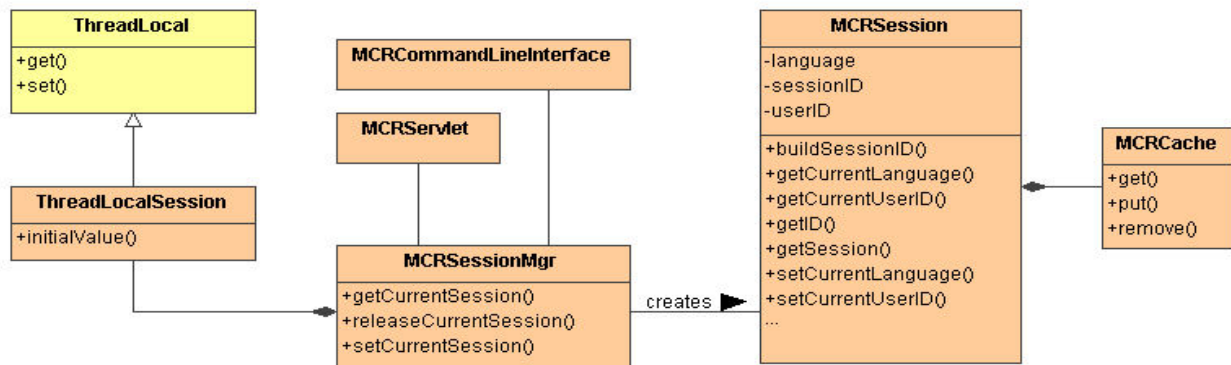 ThreadLocal
+get()
+set()
ThreadLocalSession
+initialValue()
MCRCommandLineInterface
MCRServlet
MCRSessionMgr
+getCurrentSession()
+releaseCurrentSession()
+setCurrentSession()
creates
MCRSession
-language
-sessionID
-userID
+buildSessionID()
+getCurrentLanguage()
+getCurrentUserID()
+getID()
+getSession()
+setCurrentLanguage()
+setCurrentUserID()
...
MCRCache
+get()
+put()
+remove()